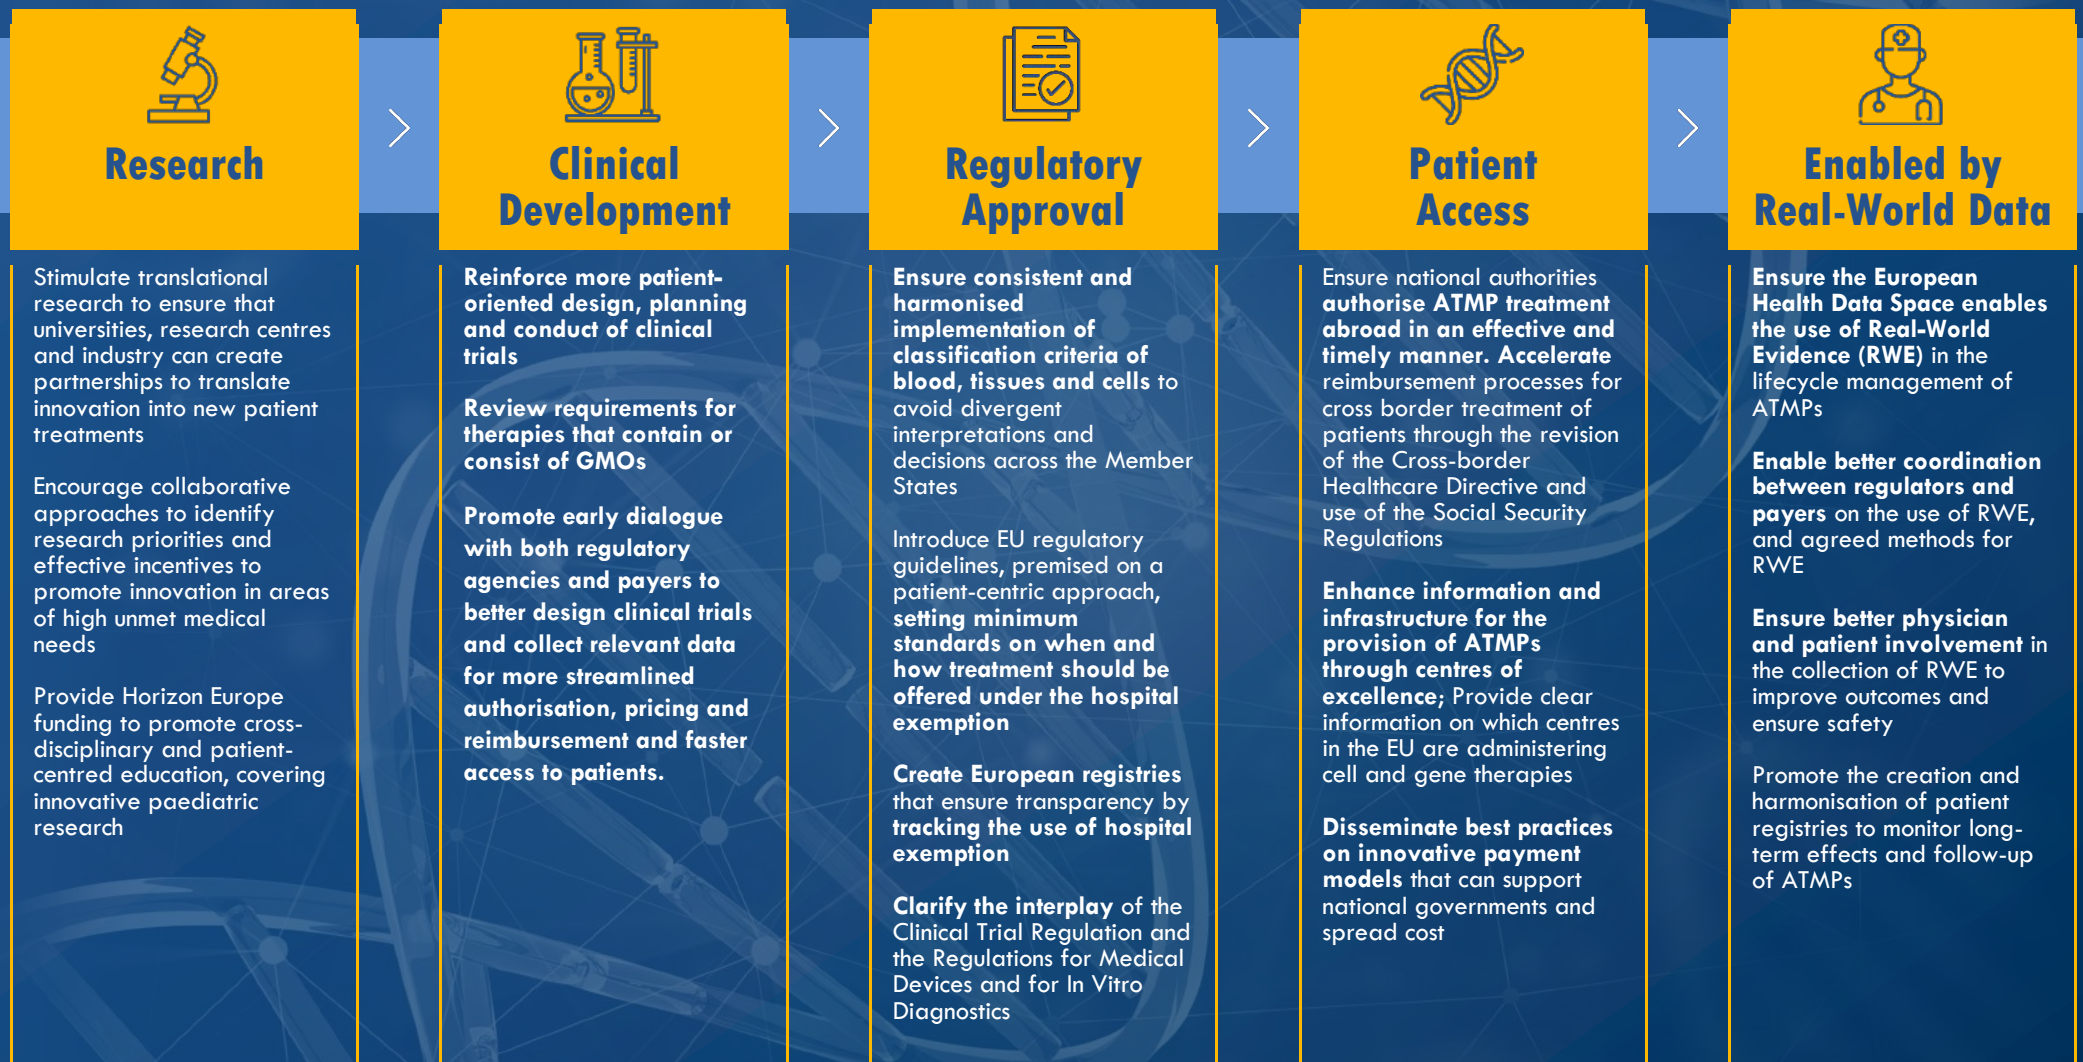 Research
Stimulate translational
research to ensure that
universities, research centres
and industry can create
partnerships to translate
innovation into new patient
treatments
Encourage collaborative
approaches to identify
research priorities and
effective incentives to
promote innovation in areas
of high unmet medical
needs
Provide Horizon Europe
funding to promote cross-
disciplinary and patient-
centred education, covering
innovative paediatric
research
Clinical
Development
Reinforce more patient-
oriented design, planning
and conduct of clinical
trials
Review requirements for
therapies that contain or
consist of GMOs
Promote early dialogue
with both regulatory
agencies and payers to
better design clinical trials
and collect relevant data
for more streamlined
authorisation, pricing and
reimbursement and faster
access to patients.
Regulatory
Approval
Ensure consistent and
harmonised
implementation of
classification criteria of
blood, tissues and cells to
avoid divergent
interpretations and
decisions across the Member
States
Introduce EU regulatory
guidelines, premised on a
patient-centric approach,
setting minimum
standards on when and
how treatment should be
offered under the hospital
exemption
Create European registries
that ensure transparency by
tracking the use of hospital
exemption
Clarify the interplay of the
Clinical Trial Regulation and
the Regulations for Medical
Devices and for In Vitro
Diagnostics
Patient
Access
Ensure national authorities
authorise ATMP treatment
abroad in an effective and
timely manner. Accelerate
reimbursement processes for
cross border treatment of
patients through the revision
of the Cross-border
Healthcare Directive and
use of the Social Security
Regulations
Enhance information and
infrastructure for the
provision of ATMPs
through centres of
excellence; Provide clear
information on which centres
in the EU are administering
cell and gene therapies
Disseminate best practices
on innovative payment
models that can support
national governments and
spread cost
Enabled by
Real-World Data
Ensure the European
Health Data Space enables
the use of Real-World
Evidence (RWE) in the
lifecycle management of
ATMPs
Enable better coordination
between regulators and
payers on the use of RWE,
and agreed methods for
RWE
Ensure better physician
and patient involvement in
the collection of RWE to
improve outcomes and
ensure safety
Promote the creation and
harmonisation of patient
registries to monitor long-
term effects and follow-up
of ATMPs